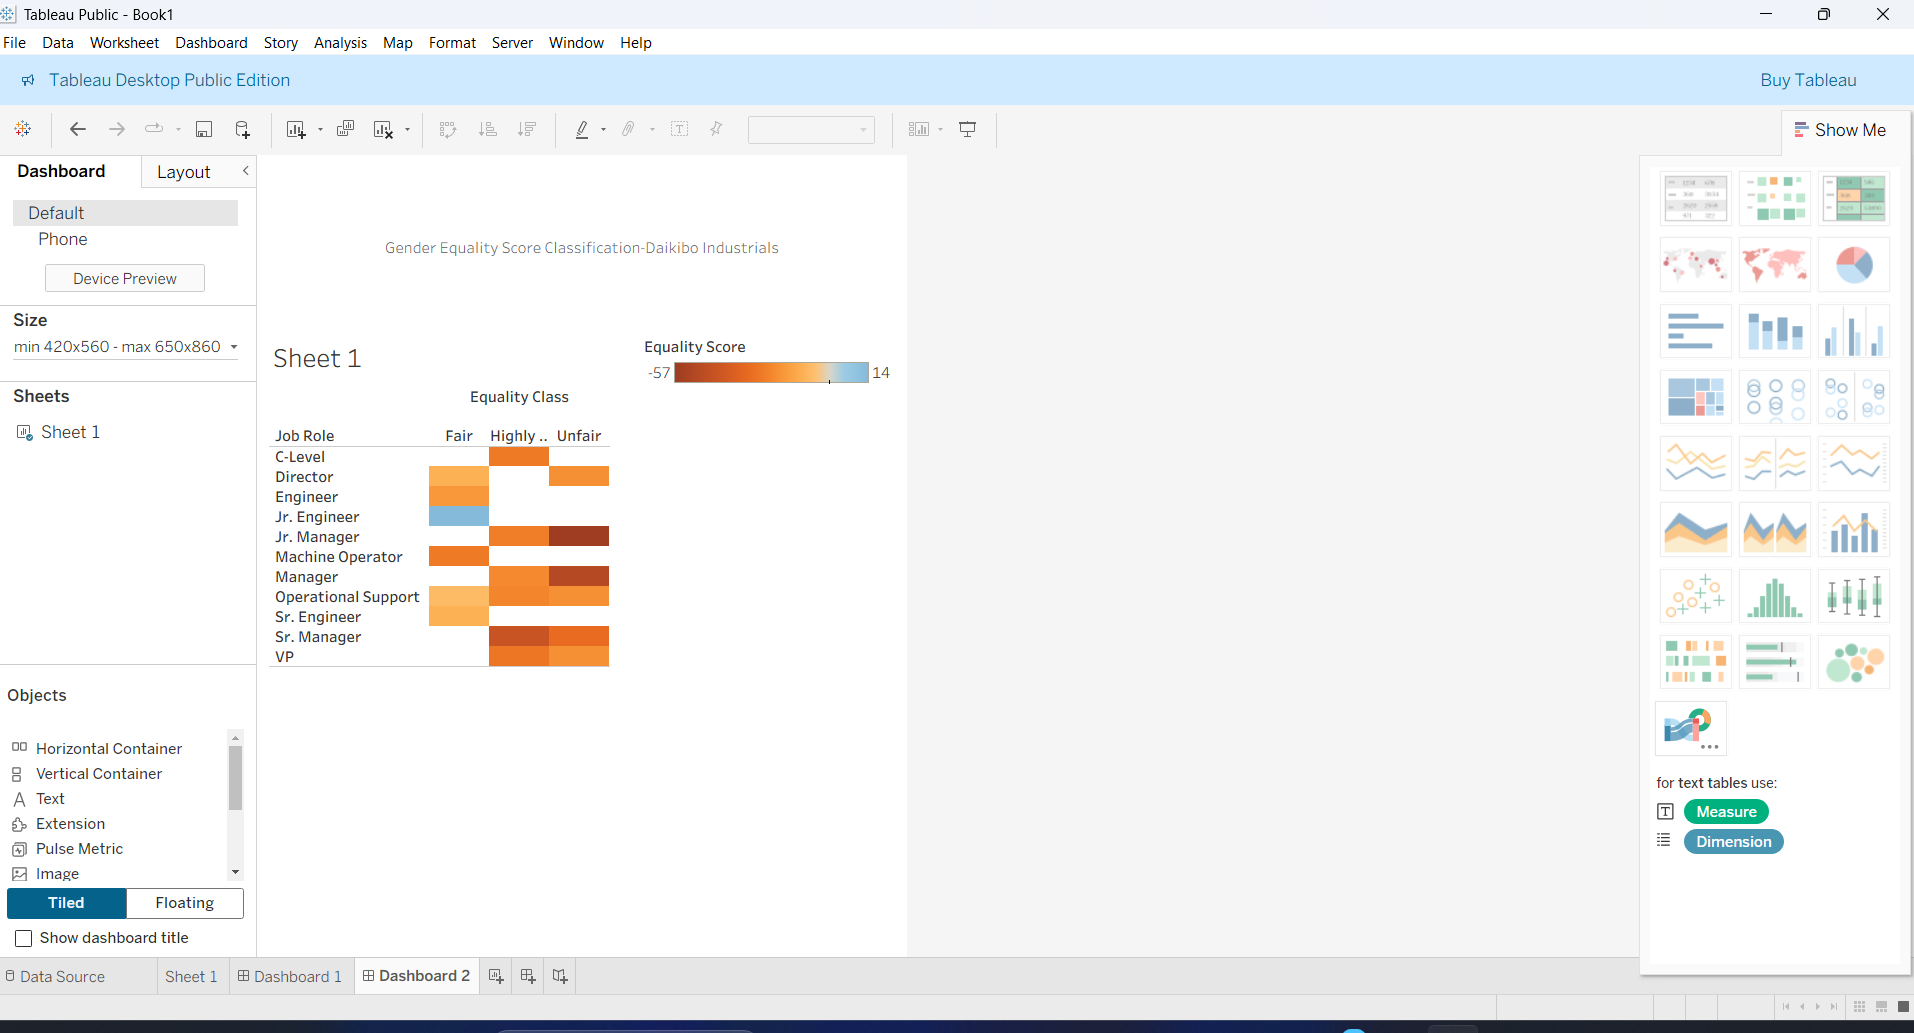 Tableau Public - Book1
File Data Worksheet Dashboard Story Analysis Map Format Server Window Help
Tableau Desktop Public Edition Buy Tableau
Show Me
Dashboard Layout
Default
Phone
Device Preview
Size
min 420x560 - max 650x860
Sheets
Sheet 1
Objects
Horizontal Container
Vertical Container
Text
Extension
Pulse Metric
Image
Tiled Floating
Show dashboard title
Gender Equality Score Classification-Daikibo Industrials
Sheet 1
Equality Score
-57 14
Equality Class
Job Role Fair Highly .. Unfair
C-Level
Director
Engineer
Jr. Engineer
Jr. Manager
Machine Operator
Manager
Operational Support
Sr. Engineer
Sr. Manager
VP
for text tables use:
Measure
Dimension
Data Source Sheet 1 Dashboard 1 Dashboard 2